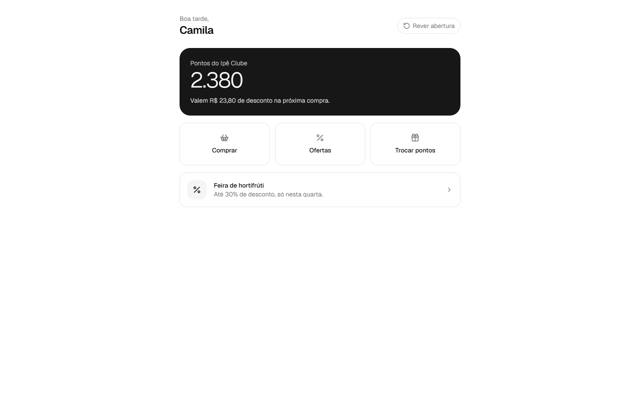 Boa tarde,
Camila
Rever abertura
Pontos do Ipê Clube
2.380
Valem R$ 23,80 de desconto na próxima compra.
Comprar
Ofertas
Trocar pontos
Feira de hortifrúti
Até 30% de desconto, só nesta quarta.